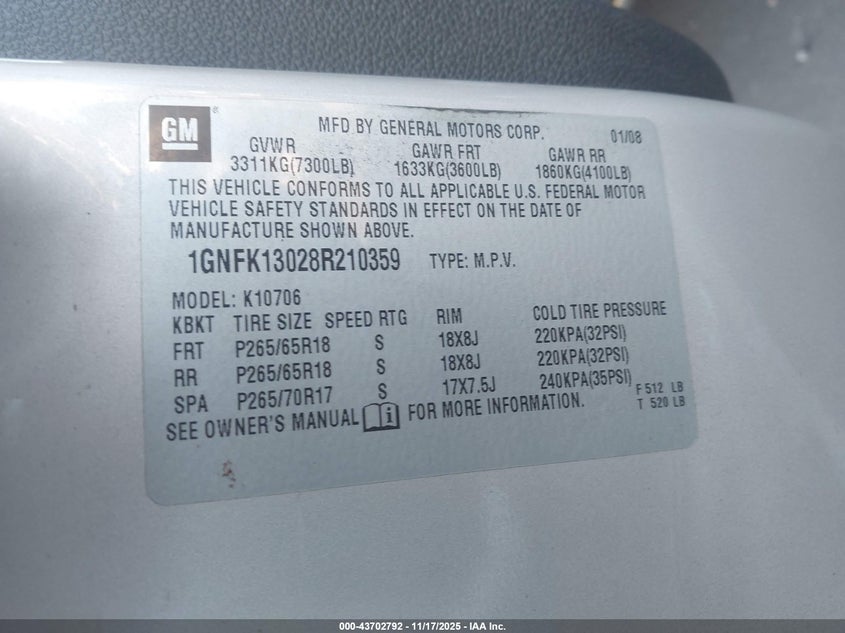 GM ®
MFD BY GENERAL MOTORS CORP. 01/08
GVWR GAWR FRT GAWR RR
3311KG(7300LB) 1633KG(3600LB) 1860KG(4100LB)
THIS VEHICLE CONFORMS TO ALL APPLICABLE U.S. FEDERAL MOTOR
VEHICLE SAFETY STANDARDS IN EFFECT ON THE DATE OF
MANUFACTURE SHOWN ABOVE.
1GNFK13028R210359 TYPE: M.P.V.
MODEL: K10706
KBKT TIRE SIZE SPEED RTG RIM COLD TIRE PRESSURE
FRT P265/65R18 S 18X8J 220KPA(32PSI)
RR P265/65R18 S 18X8J 220KPA(32PSI)
SPA P265/70R17 S 17X7.5J 240KPA(35PSI)
SEE OWNER'S MANUAL i FOR MORE INFORMATION.
F 512 LB
T 520 LB
000-43702792 - 11/17/2025 - IAA Inc.